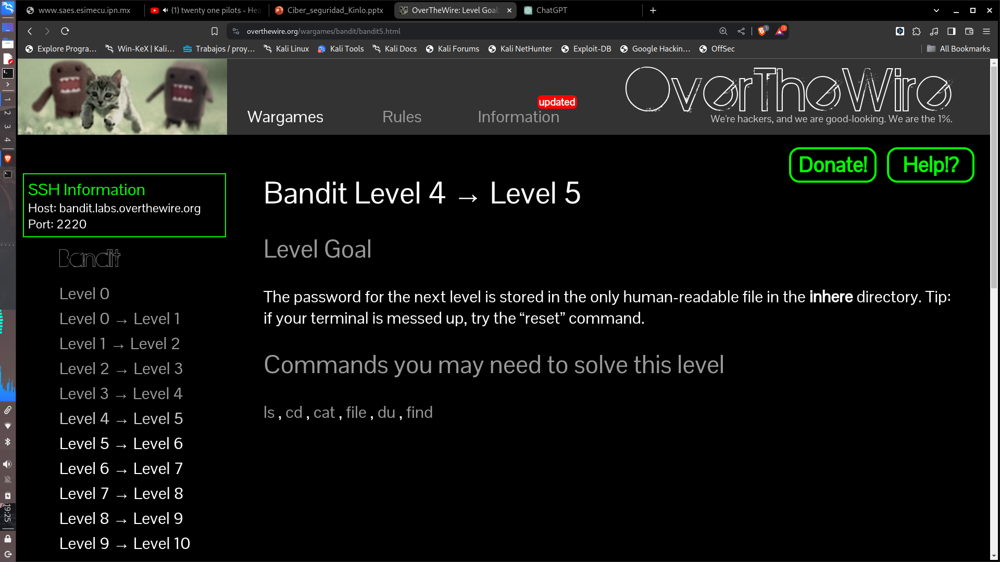 www.saes.esimecu.ipn.mx
(1) twenty one pilots - Hea
Ciber_seguridad_Kinlo.pptx
OverTheWire: Level Goal
ChatGPT
overthewire.org/wargames/bandit/bandit5.html
1
1
Explore Progra...
Win-KeX | Kali...
Trabajos / proy...
Kali Linux
Kali Tools
Kali Docs
Kali Forums
Kali NetHunter
Exploit-DB
Google Hackin...
OffSec
All Bookmarks
1
2
3
4
19:25
Wargames
Rules
Information
updated
OverTheWire
We're hackers, and we are good-looking. We are the 1%.
Donate!
Help!?
SSH Information
Host: bandit.labs.overthewire.org
Port: 2220
Bandit
Level 0
Level 0 → Level 1
Level 1 → Level 2
Level 2 → Level 3
Level 3 → Level 4
Level 4 → Level 5
Level 5 → Level 6
Level 6 → Level 7
Level 7 → Level 8
Level 8 → Level 9
Level 9 → Level 10
Bandit Level 4 → Level 5
Level Goal
The password for the next level is stored in the only human-readable file in the inhere directory. Tip:
if your terminal is messed up, try the “reset” command.
Commands you may need to solve this level
ls , cd , cat , file , du , find